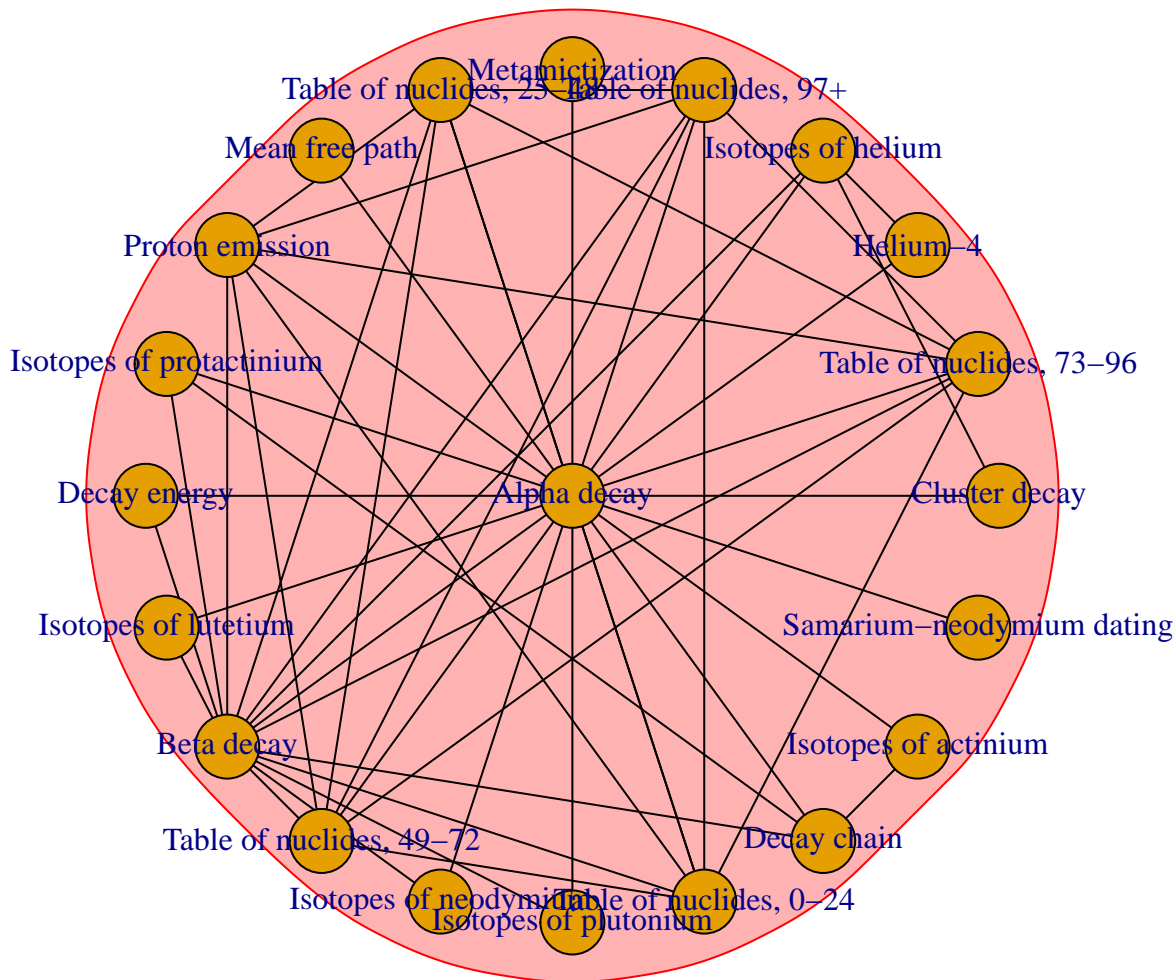 Metamictization
Table of nuclides, 25–48
Table of nuclides, 97+
Mean free path
Isotopes of helium
Proton emission
Helium–4
Isotopes of protactinium
Table of nuclides, 73–96
Decay energy
Alpha decay
Cluster decay
Isotopes of lutetium
Samarium–neodymium dating
Beta decay
Isotopes of actinium
Table of nuclides, 49–72
Decay chain
Isotopes of neodymium
Table of nuclides, 0–24
Isotopes of plutonium